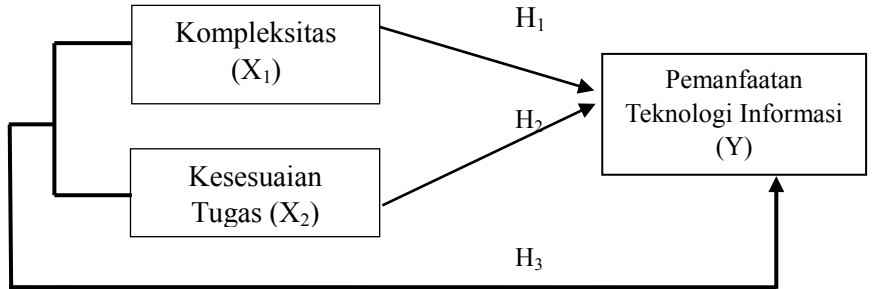 Kompleksitas
(X₁)
H₁
Pemanfaatan
Teknologi Informasi
(Y)
H₂
Kesesuaian
Tugas (X₂)
H₃